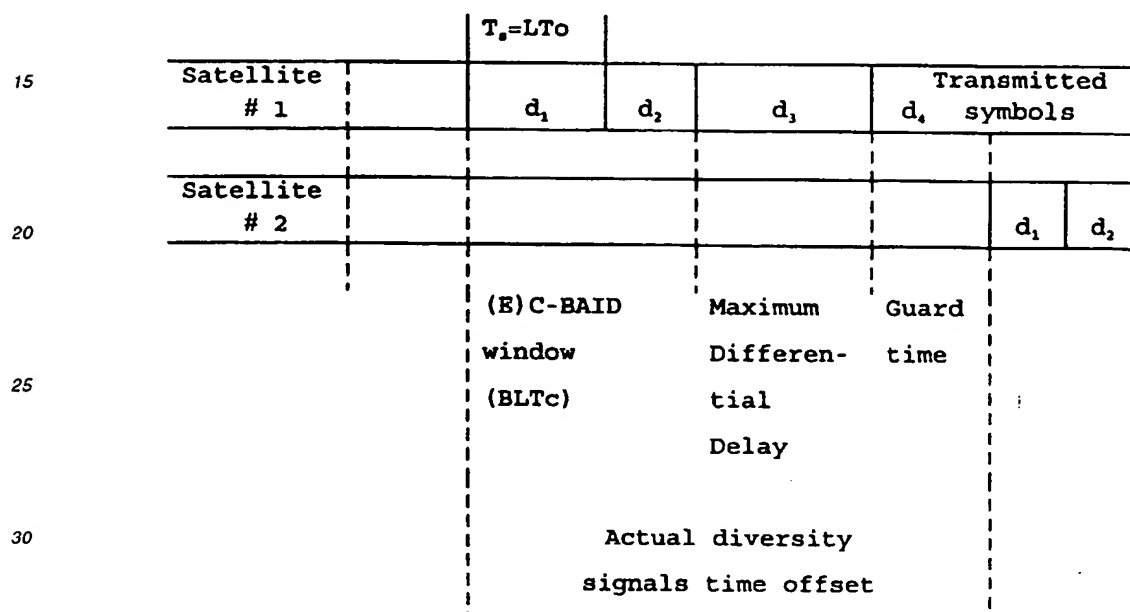 Tₛ=LTo
15
Satellite Transmitted
# 1 d₁ d₂ d₃ d₄ symbols
Satellite
20 # 2 d₁ d₂
(E)C-BAID Maximum Guard
window Differen- time
25 (BLTc) tial
Delay
30 Actual diversity
signals time offset